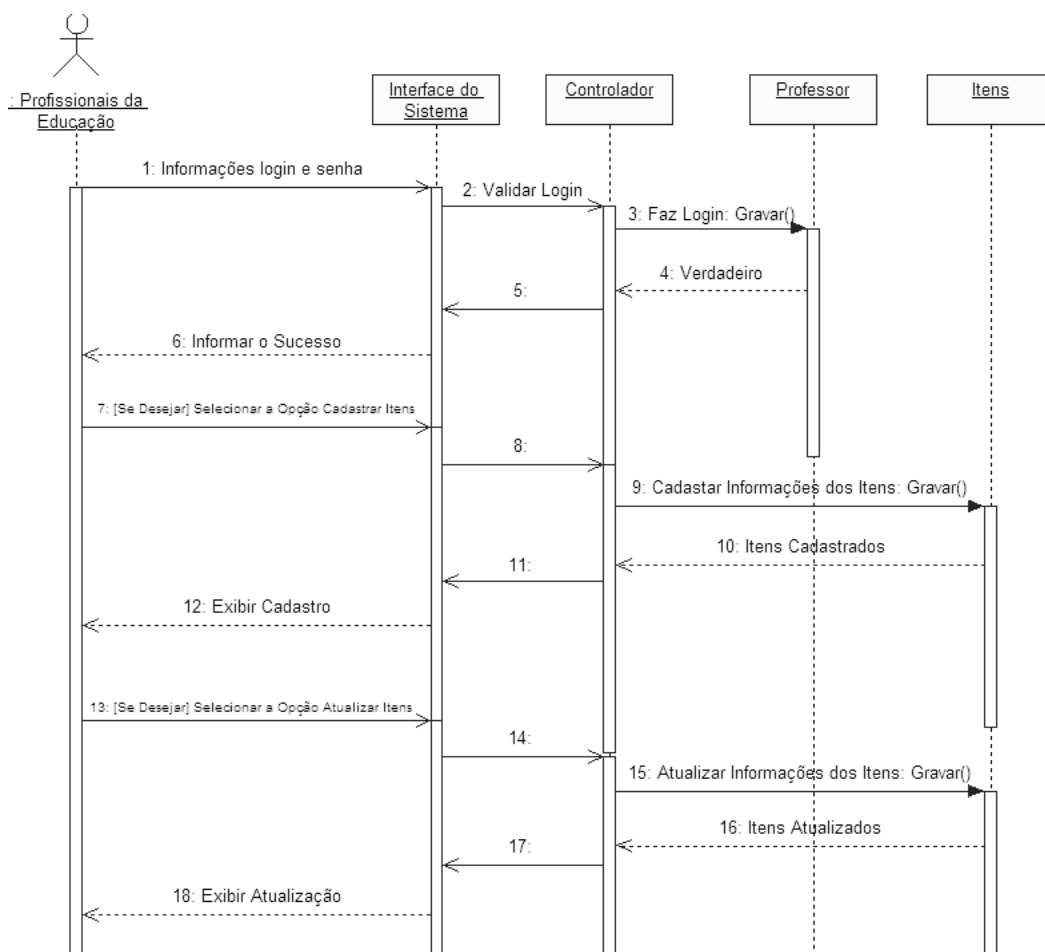 : Profissionais da
Educação
Interface do
Sistema
Controlador
Professor
Itens
1: Informações login e senha
2: Validar Login
3: Faz Login: Gravar()
4: Verdadeiro
5:
6: Informar o Sucesso
7: [Se Desejar] Selecionar a Opção Cadastrar Itens
8:
9: Cadastar Informações dos Itens: Gravar()
10: Itens Cadastrados
11:
12: Exibir Cadastro
13: [Se Desejar] Selecionar a Opção Atualizar Itens
14:
15: Atualizar Informações dos Itens: Gravar()
16: Itens Atualizados
17:
18: Exibir Atualização